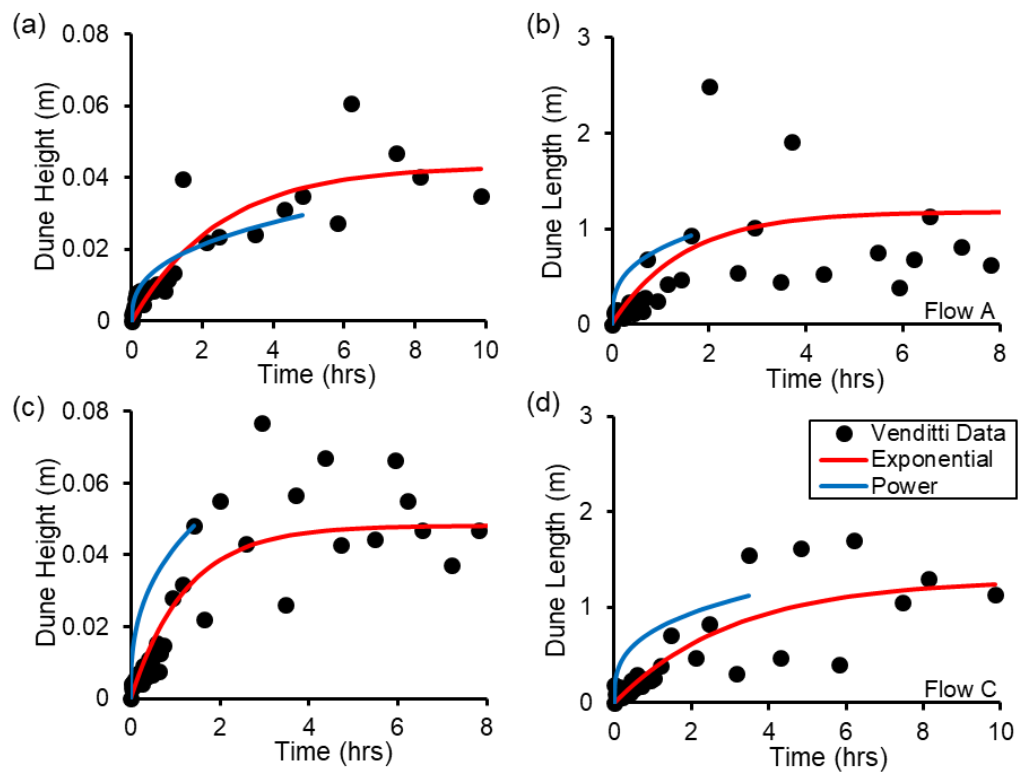 (a)
0.08
0.06
0.04
0.02
0
Dune Height (m)
0 2 4 6 8 10
Time (hrs)
(b)
3
2
1
0
Dune Length (m)
Flow A
0 2 4 6 8
Time (hrs)
(c)
0.08
0.06
0.04
0.02
0
Dune Height (m)
0 2 4 6 8
Time (hrs)
(d)
3
2
1
0
Dune Length (m)
Venditti Data
Exponential
Power
Flow C
0 2 4 6 8 10
Time (hrs)